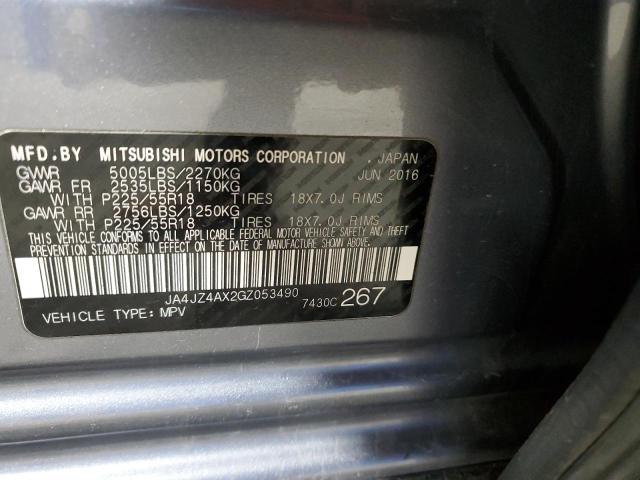 MFD.BY MITSUBISHI MOTORS CORPORATION . JAPAN
GVWR 5005LBS/2270KG JUN 2016
GAWR FR 2535LBS/1150KG
WITH P225/55R18 TIRES 18X7.0J RIMS
GAWR RR 2756LBS/1250KG
WITH P225/55R18 TIRES 18X7.0J RIMS
THIS VEHICLE CONFORMS TO ALL APPLICABLE FEDERAL MOTOR VEHICLE SAFETY, BUMPER, AND THEFT
PREVENTION STANDARDS IN EFFECT ON THE DATE OF MANUFACTURE SHOWN ABOVE.
JA4JZ4AX2GZ053490
7430C 267
VEHICLE TYPE: MPV